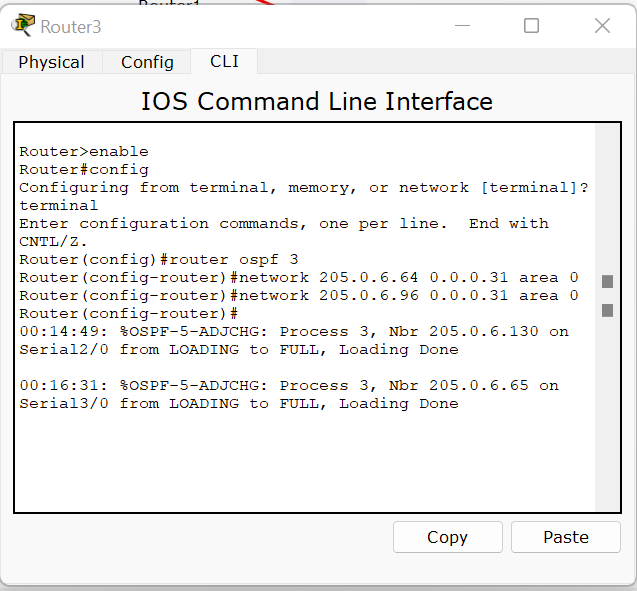 Router1
Router3
Physical Config CLI
IOS Command Line Interface
Router>enable
Router#config
Configuring from terminal, memory, or network [terminal]?
terminal
Enter configuration commands, one per line.  End with
CNTL/Z.
Router(config)#router ospf 3
Router(config-router)#network 205.0.6.64 0.0.0.31 area 0
Router(config-router)#network 205.0.6.96 0.0.0.31 area 0
Router(config-router)#
00:14:49: %OSPF-5-ADJCHG: Process 3, Nbr 205.0.6.130 on
Serial2/0 from LOADING to FULL, Loading Done
00:16:31: %OSPF-5-ADJCHG: Process 3, Nbr 205.0.6.65 on
Serial3/0 from LOADING to FULL, Loading Done
Copy Paste